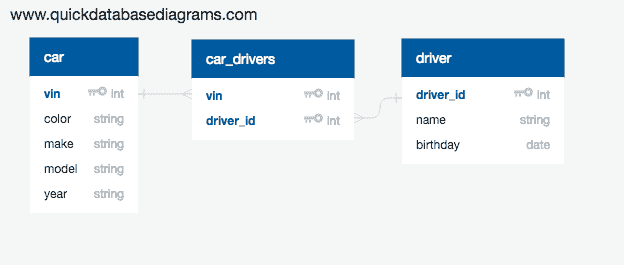 www.quickdatabasediagrams.com
car
vin int
color string
make string
model string
year string
car_drivers
vin int
driver_id int
driver
driver_id int
name string
birthday date